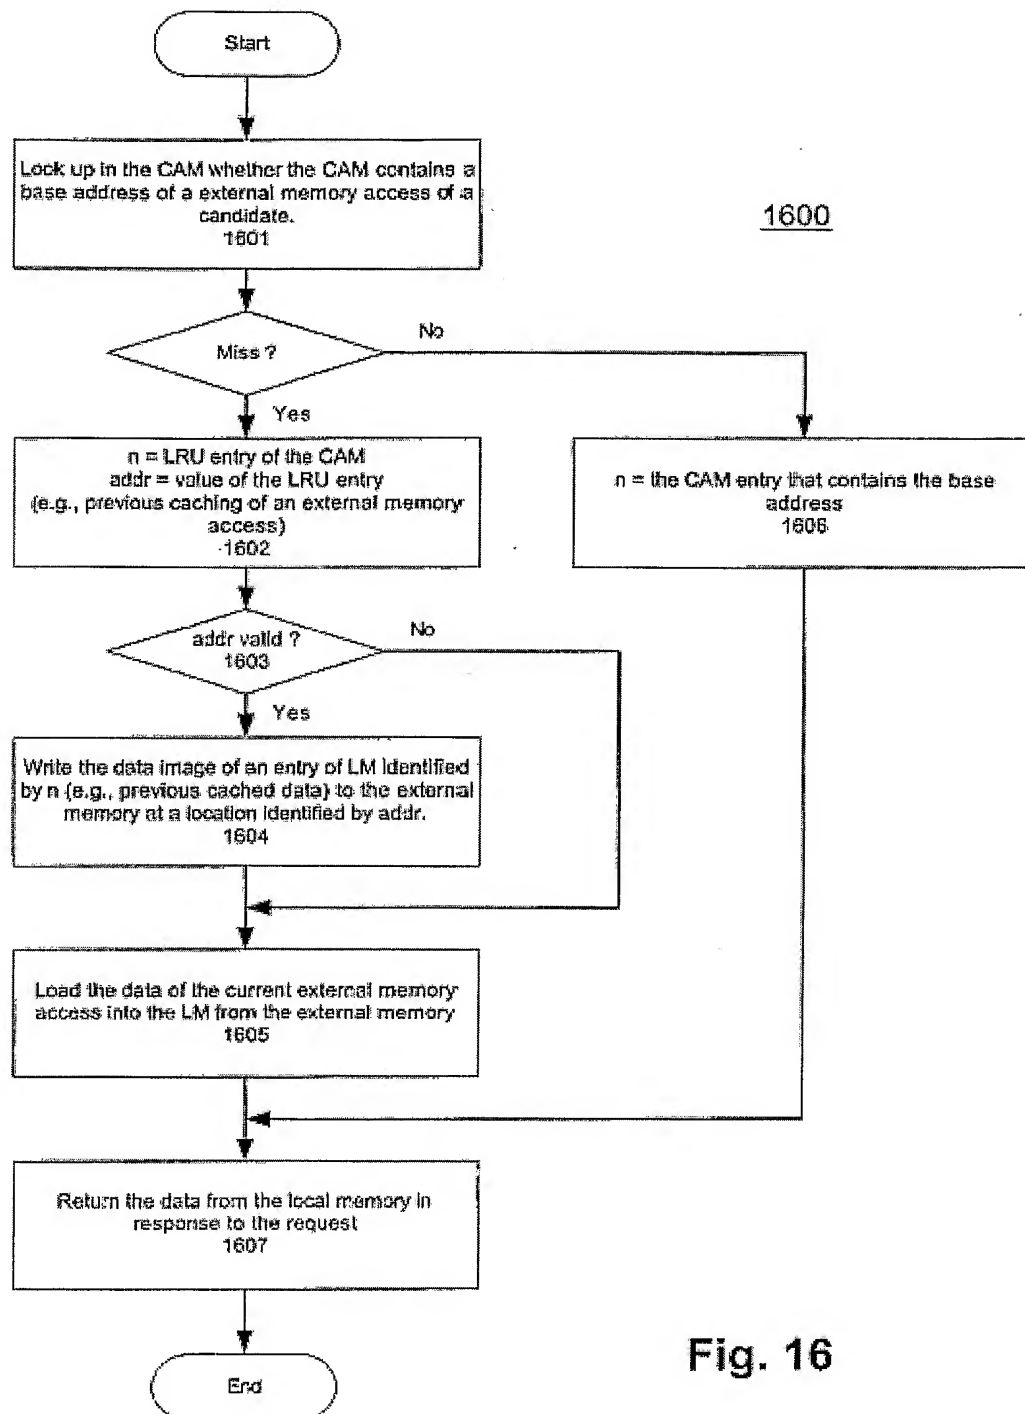 Start
Look up in the CAM whether the CAM contains a
base address of a external memory access of a
candidate.
1601
1600
Miss ?
No
Yes
n = LRU entry of the CAM
addr = value of the LRU entry
(e.g., previous caching of an external memory
access)
1602
n = the CAM entry that contains the base
address
1606
addr valid ?
1603
No
Yes
Write the data image of an entry of LM identified
by n (e.g., previous cached data) to the external
memory at a location identified by addr.
1604
Load the data of the current external memory
access into the LM from the external memory
1605
Return the data from the local memory in
response to the request
1607
End
Fig. 16